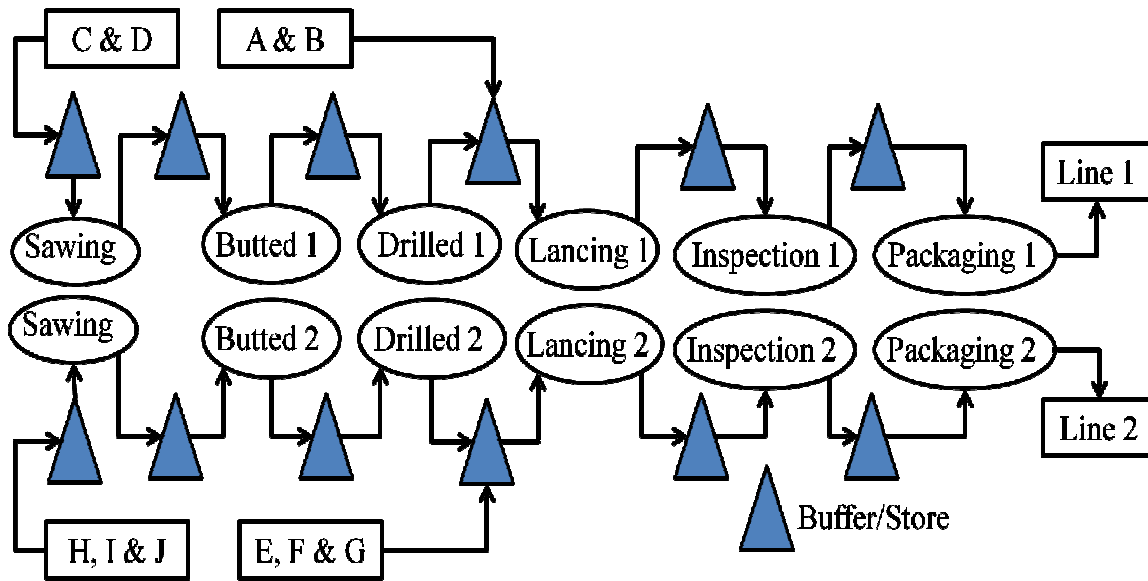 C & D
A & B
Line 1
Sawing
Butted 1
Drilled 1
Lancing 1
Inspection 1
Packaging 1
Sawing
Butted 2
Drilled 2
Lancing 2
Inspection 2
Packaging 2
Line 2
Buffer/Store
H, I & J
E, F & G